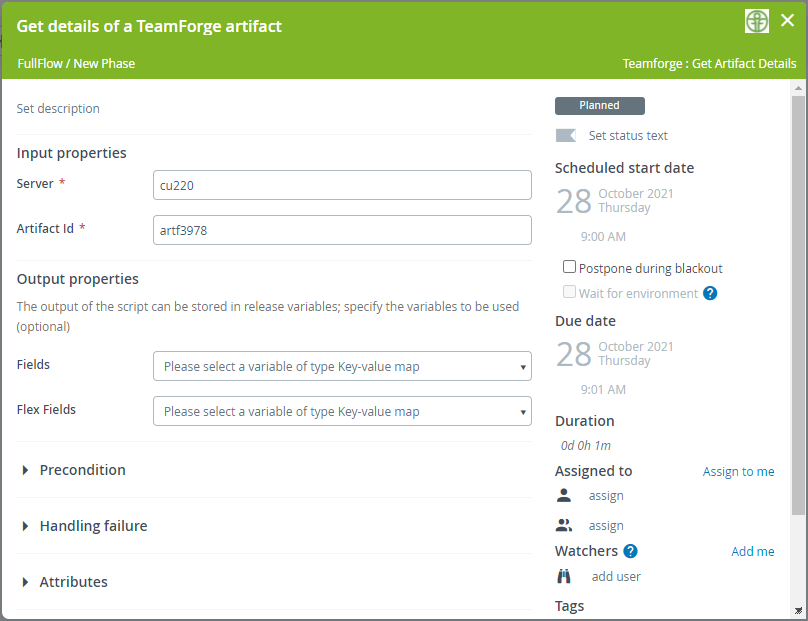 Get details of a TeamForge artifact
FullFlow / New Phase
Teamforge : Get Artifact Details
Set description
Input properties
Server *
cu220
Artifact Id *
artf3978
Output properties
The output of the script can be stored in release variables; specify the variables to be used
(optional)
Fields
Please select a variable of type Key-value map
Flex Fields
Please select a variable of type Key-value map
Precondition
Handling failure
Attributes
Planned
Set status text
Scheduled start date
28 October 2021
Thursday
9:00 AM
Postpone during blackout
Wait for environment ?
Due date
28 October 2021
Thursday
9:01 AM
Duration
0d 0h 1m
Assigned to
Assign to me
assign
assign
Watchers ?
Add me
add user
Tags